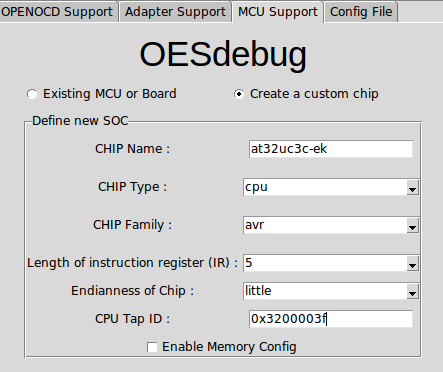 OPENOCD Support Adapter Support MCU Support Config File
OESdebug
Existing MCU or Board Create a custom chip
Define new SOC
CHIP Name : at32uc3c-ek
CHIP Type : cpu
CHIP Family : avr
Length of instruction register (IR) : 5
Endianness of Chip : little
CPU Tap ID : 0x3200003f
Enable Memory Config